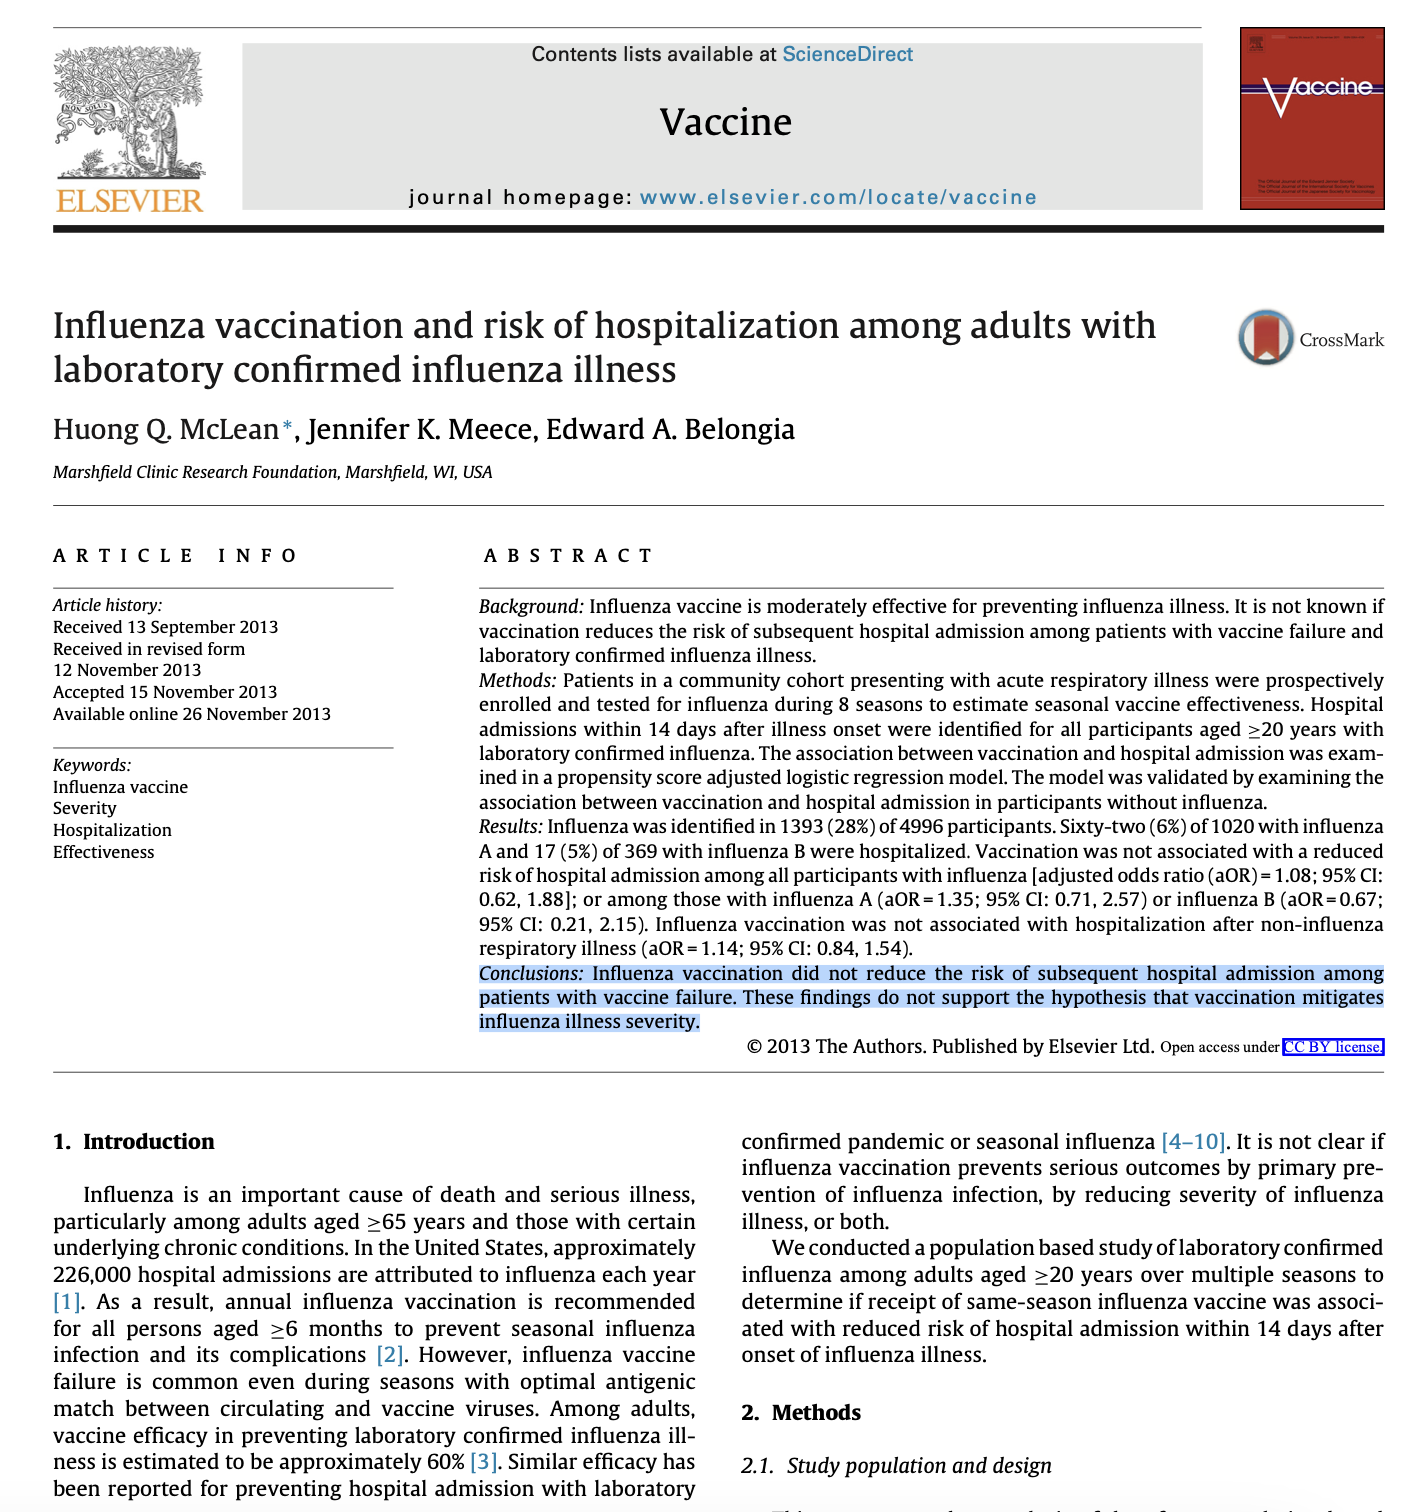 Contents lists available at ScienceDirect
Vaccine
journal homepage: www.elsevier.com/locate/vaccine
NON SOLUS
ELSEVIER
Vaccine
Influenza vaccination and risk of hospitalization among adults with
laboratory confirmed influenza illness
CrossMark
Huong Q. McLean*, Jennifer K. Meece, Edward A. Belongia
Marshfield Clinic Research Foundation, Marshfield, WI, USA
ARTICLE INFO
Article history:
Received 13 September 2013
Received in revised form
12 November 2013
Accepted 15 November 2013
Available online 26 November 2013
Keywords:
Influenza vaccine
Severity
Hospitalization
Effectiveness
ABSTRACT
Background: Influenza vaccine is moderately effective for preventing influenza illness. It is not known if
vaccination reduces the risk of subsequent hospital admission among patients with vaccine failure and
laboratory confirmed influenza illness.
Methods: Patients in a community cohort presenting with acute respiratory illness were prospectively
enrolled and tested for influenza during 8 seasons to estimate seasonal vaccine effectiveness. Hospital
admissions within 14 days after illness onset were identified for all participants aged ≥20 years with
laboratory confirmed influenza. The association between vaccination and hospital admission was exam-
ined in a propensity score adjusted logistic regression model. The model was validated by examining the
association between vaccination and hospital admission in participants without influenza.
Results: Influenza was identified in 1393 (28%) of 4996 participants. Sixty-two (6%) of 1020 with influenza
A and 17 (5%) of 369 with influenza B were hospitalized. Vaccination was not associated with a reduced
risk of hospital admission among all participants with influenza [adjusted odds ratio (aOR) = 1.08; 95% CI:
0.62, 1.88]; or among those with influenza A (aOR = 1.35; 95% CI: 0.71, 2.57) or influenza B (aOR = 0.67;
95% CI: 0.21, 2.15). Influenza vaccination was not associated with hospitalization after non-influenza
respiratory illness (aOR = 1.14; 95% CI: 0.84, 1.54).
Conclusions: Influenza vaccination did not reduce the risk of subsequent hospital admission among
patients with vaccine failure. These findings do not support the hypothesis that vaccination mitigates
influenza illness severity.
© 2013 The Authors. Published by Elsevier Ltd. Open access under CC BY license.
1. Introduction
Influenza is an important cause of death and serious illness,
particularly among adults aged ≥65 years and those with certain
underlying chronic conditions. In the United States, approximately
226,000 hospital admissions are attributed to influenza each year
[1]. As a result, annual influenza vaccination is recommended
for all persons aged ≥6 months to prevent seasonal influenza
infection and its complications [2]. However, influenza vaccine
failure is common even during seasons with optimal antigenic
match between circulating and vaccine viruses. Among adults,
vaccine efficacy in preventing laboratory confirmed influenza ill-
ness is estimated to be approximately 60% [3]. Similar efficacy has
been reported for preventing hospital admission with laboratory
confirmed pandemic or seasonal influenza [4–10]. It is not clear if
influenza vaccination prevents serious outcomes by primary pre-
vention of influenza infection, by reducing severity of influenza
illness, or both.
We conducted a population based study of laboratory confirmed
influenza among adults aged ≥20 years over multiple seasons to
determine if receipt of same-season influenza vaccine was associ-
ated with reduced risk of hospital admission within 14 days after
onset of influenza illness.
2. Methods
2.1. Study population and design